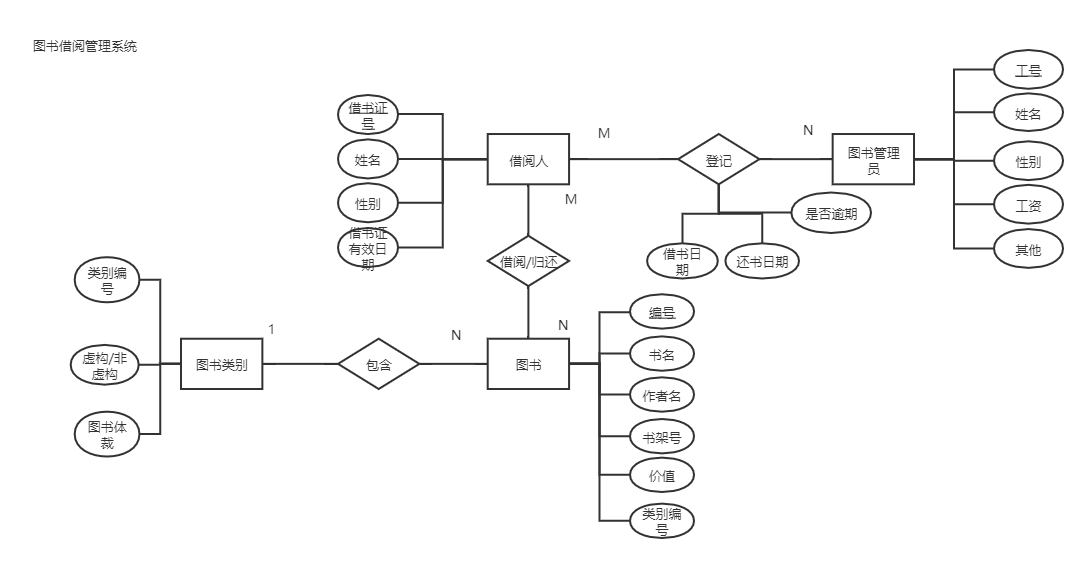 图书借阅管理系统
借书证
号
姓名
性别
借书证
有效日
期
借阅人
M
登记
N
图书管理
员
工号
姓名
性别
工资
其他
是否逾期
借书日
期
还书日期
M
借阅/归还
N
类别编
号
虚构/非
虚构
图书体
裁
图书类别
1
包含
N
图书
编号
书名
作者名
书架号
价值
类别编
号